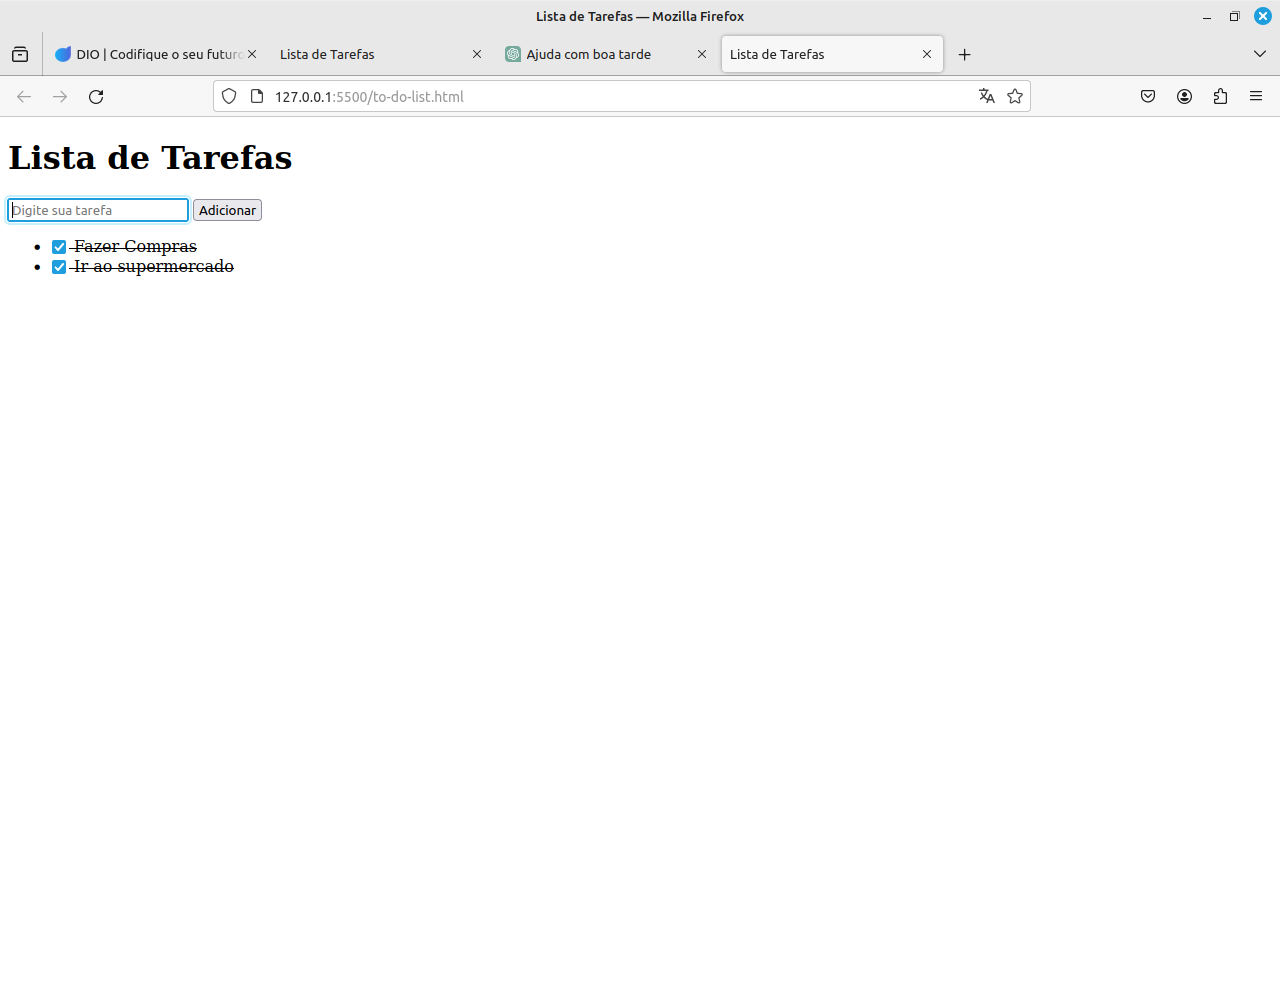 Lista de Tarefas — Mozilla Firefox
DIO | Codifique o seu futuro
Lista de Tarefas
Ajuda com boa tarde
Lista de Tarefas
127.0.0.1:5500/to-do-list.html
Lista de Tarefas
Digite sua tarefa
Adicionar
Fazer Compras
Ir ao supermercado